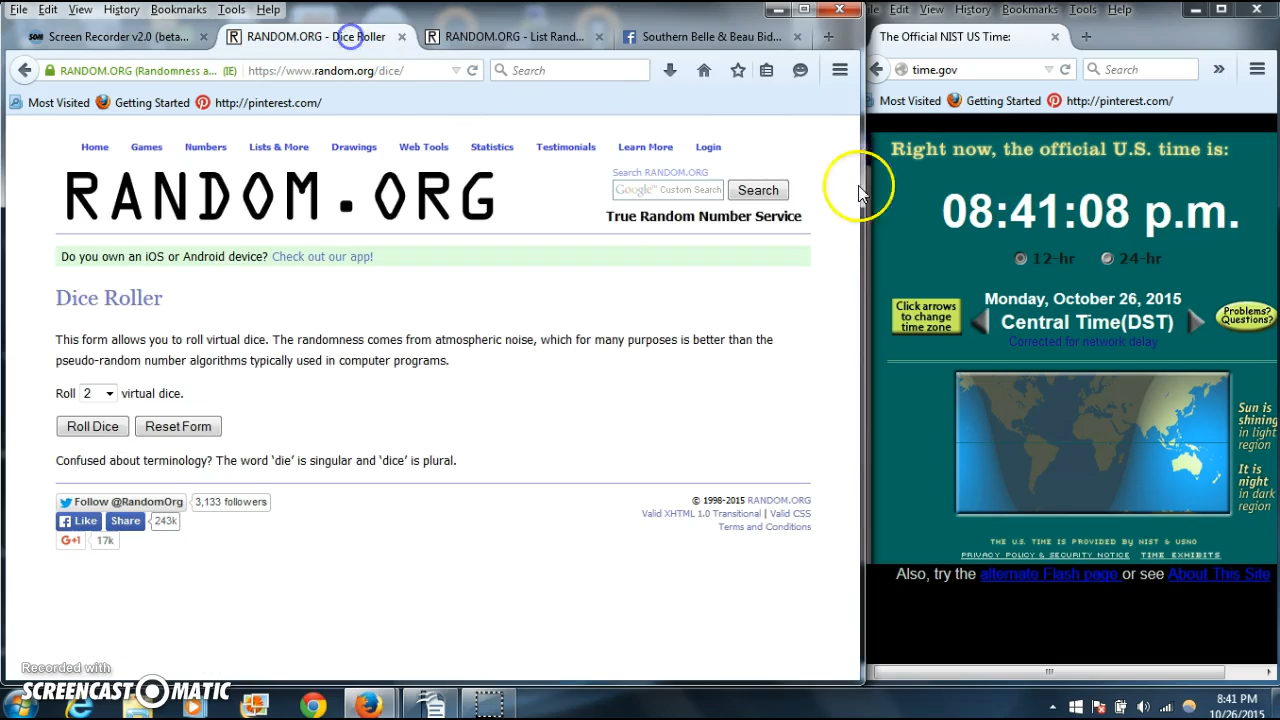 File Edit View History Bookmarks Tools Help
Screen Recorder v2.0 (beta...
RANDOM.ORG - Dice Roller
RANDOM.ORG - List Rand...
Southern Belle & Beau Bid...
RANDOM.ORG (Randomness a... (IE)
https://www.random.org/dice/
Search
Most Visited Getting Started http://pinterest.com/
Home Games Numbers Lists & More Drawings Web Tools Statistics Testimonials Learn More Login
RANDOM.ORG
Search RANDOM.ORG
Google™ Custom Search Search
True Random Number Service
Do you own an iOS or Android device? Check out our app!
Dice Roller
This form allows you to roll virtual dice. The randomness comes from atmospheric noise, which for many purposes is better than the
pseudo-random number algorithms typically used in computer programs.
Roll 2 virtual dice.
Roll Dice Reset Form
Confused about terminology? The word ‘die’ is singular and ‘dice’ is plural.
Follow @RandomOrg 3,133 followers
Like Share 243k
G+1 17k
© 1998-2015 RANDOM.ORG
Valid XHTML 1.0 Transitional | Valid CSS
Terms and Conditions
Edit View History Bookmarks Tools Help
The Official NIST US Time:
time.gov
Search
Most Visited Getting Started http://pinterest.com/
Right now, the official U.S. time is:
08:41:08 p.m.
12-hr 24-hr
Click arrows
to change
time zone
Monday, October 26, 2015
Central Time(DST)
Corrected for network delay
Problems?
Questions?
Sun is
shining
in light
region
It is
night
in dark
region
THE U.S. TIME IS PROVIDED BY NIST & USNO
PRIVACY POLICY & SECURITY NOTICE TIME EXHIBITS
Also, try the alternate Flash page or see About This Site
Recorded with
SCREENCAST-O-MATIC
8:41 PM
10/26/2015